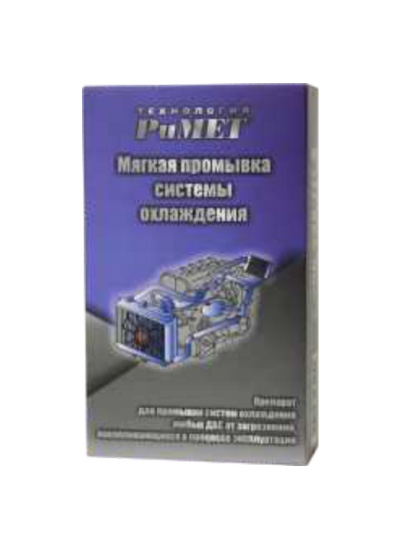 ТЕХНОЛОГИЯ
РиМЕТ
Мягкая промывка
системы
охлаждения
Препарат
для промывки систем охлаждения
любых ДВС от загрязнений,
накапливающихся в процессе эксплуатации